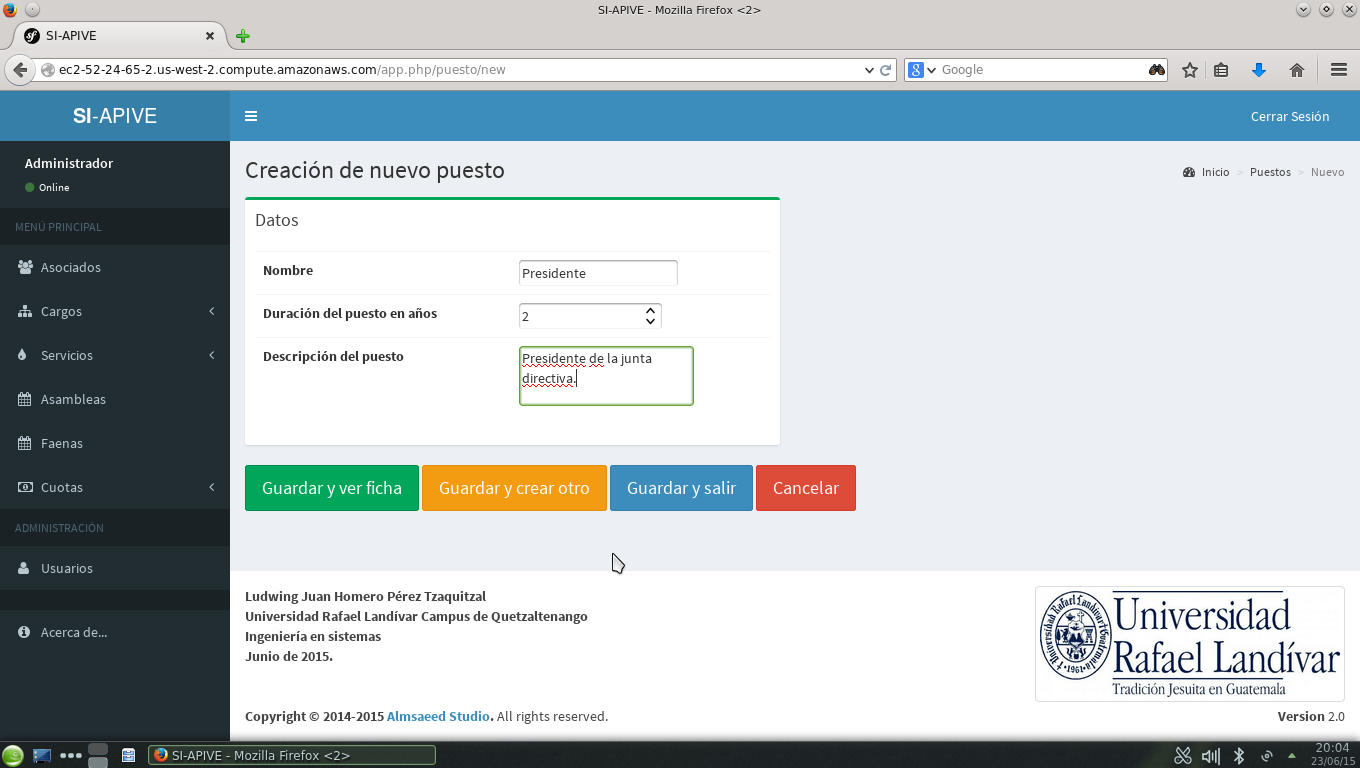 SI-APIVE - Mozilla Firefox <2>
SI-APIVE
ec2-52-24-65-2.us-west-2.compute.amazonaws.com/app.php/puesto/new
Google
SI-APIVE
Cerrar Sesión
Administrador
Online
MENÚ PRINCIPAL
Asociados
Cargos
Servicios
Asambleas
Faenas
Cuotas
ADMINISTRACIÓN
Usuarios
Acerca de...
Creación de nuevo puesto
Inicio > Puestos > Nuevo
Datos
Nombre Presidente
Duración del puesto en años 2
Descripción del puesto Presidente de la junta
directiva.
Guardar y ver ficha Guardar y crear otro Guardar y salir Cancelar
Ludwing Juan Homero Pérez Tzaquitzal
Universidad Rafael Landívar Campus de Quetzaltenango
Ingeniería en sistemas
Junio de 2015.
Universidad
Rafael Landívar
Tradición Jesuita en Guatemala
Copyright © 2014-2015 Almsaeed Studio. All rights reserved.
Version 2.0
SI-APIVE - Mozilla Firefox <2>
20:04
23/06/15